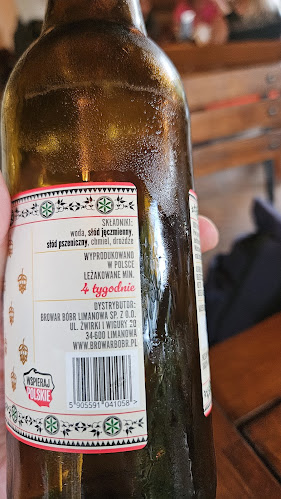 SKŁADNIKI:
woda, słód jęczmienny,
słód pszeniczny, chmiel, drożdże
WYPRODUKOWANO
W POLSCE
LEŻAKOWANE MIN.
4 tygodnie
DYSTRYBUTOR:
BROWAR BÓBR LIMANOWA SP. Z O.O.
UL. ŻWIRKI I WIGURY 30
34-600 LIMANOWA
WWW.BROWARBOBR.PL
WSPIERAJ
POLSKIE
5 905591 041058 >